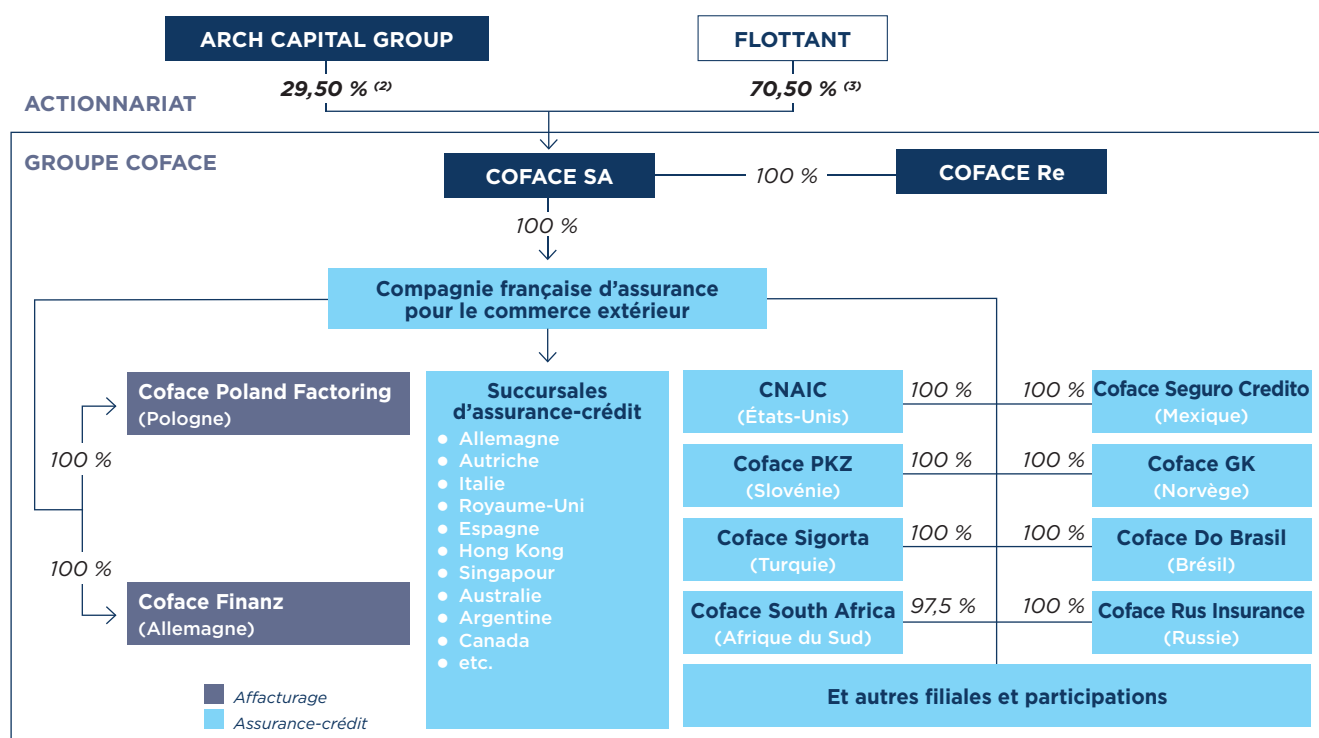 ARCH CAPITAL GROUP
FLOTTANT
29,50 % (2)
70,50 % (3)
ACTIONNARIAT
GROUPE COFACE
COFACE SA
100 %
COFACE Re
100 %
Compagnie française d’assurance
pour le commerce extérieur
Coface Poland Factoring
(Pologne)
100 %
100 %
Coface Finanz
(Allemagne)
Succursales
d’assurance-crédit
● Allemagne
● Autriche
● Italie
● Royaume-Uni
● Espagne
● Hong Kong
● Singapour
● Australie
● Argentine
● Canada
● etc.
CNAIC
(États-Unis)
100 %
100 %
Coface Seguro Credito
(Mexique)
Coface PKZ
(Slovénie)
100 %
100 %
Coface GK
(Norvège)
Coface Sigorta
(Turquie)
100 %
100 %
Coface Do Brasil
(Brésil)
Coface South Africa
(Afrique du Sud)
97,5 %
100 %
Coface Rus Insurance
(Russie)
Et autres filiales et participations
Affacturage
Assurance-crédit